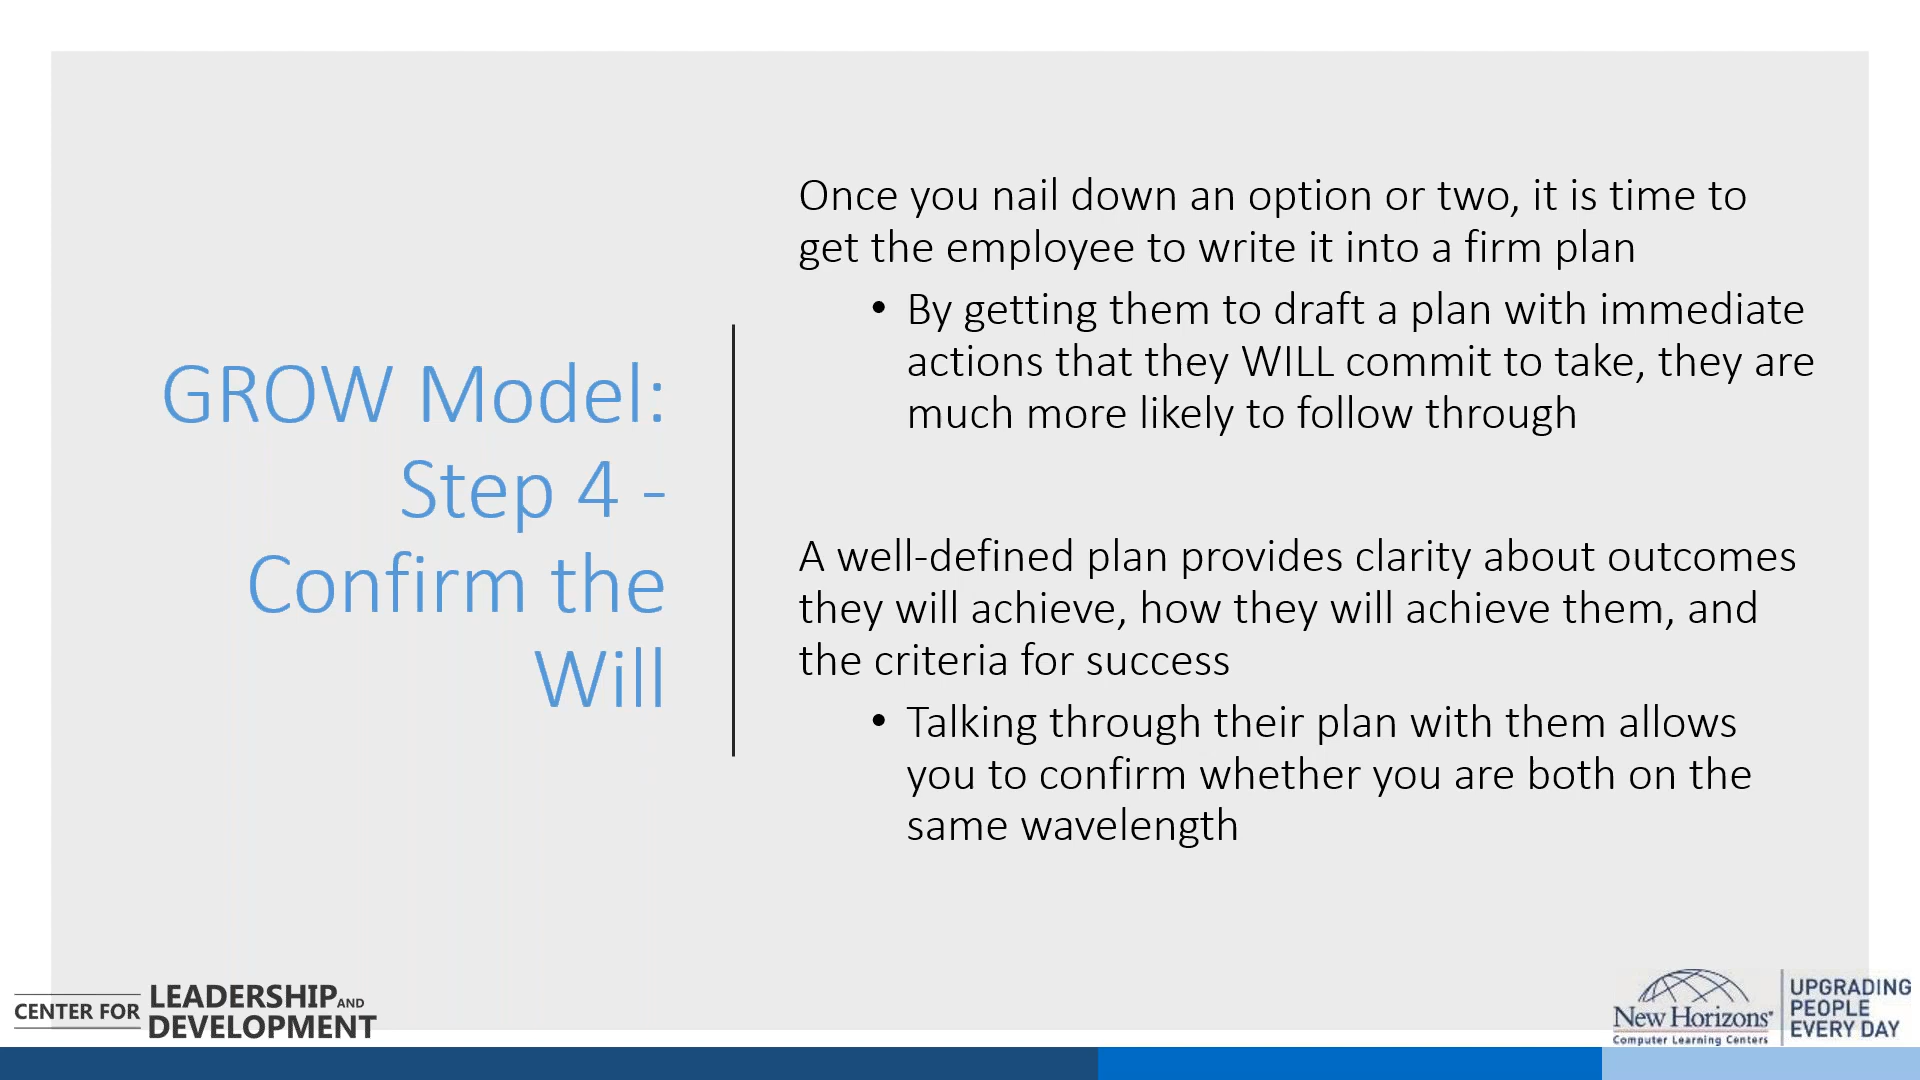 GROW Model:
Step 4 -
Confirm the
Will
Once you nail down an option or two, it is time to
get the employee to write it into a firm plan
• By getting them to draft a plan with immediate
actions that they WILL commit to take, they are
much more likely to follow through
A well-defined plan provides clarity about outcomes
they will achieve, how they will achieve them, and
the criteria for success
• Talking through their plan with them allows
you to confirm whether you are both on the
same wavelength
CENTER FOR LEADERSHIP AND
DEVELOPMENT
New Horizons®
Computer Learning Centers
UPGRADING
PEOPLE
EVERY DAY